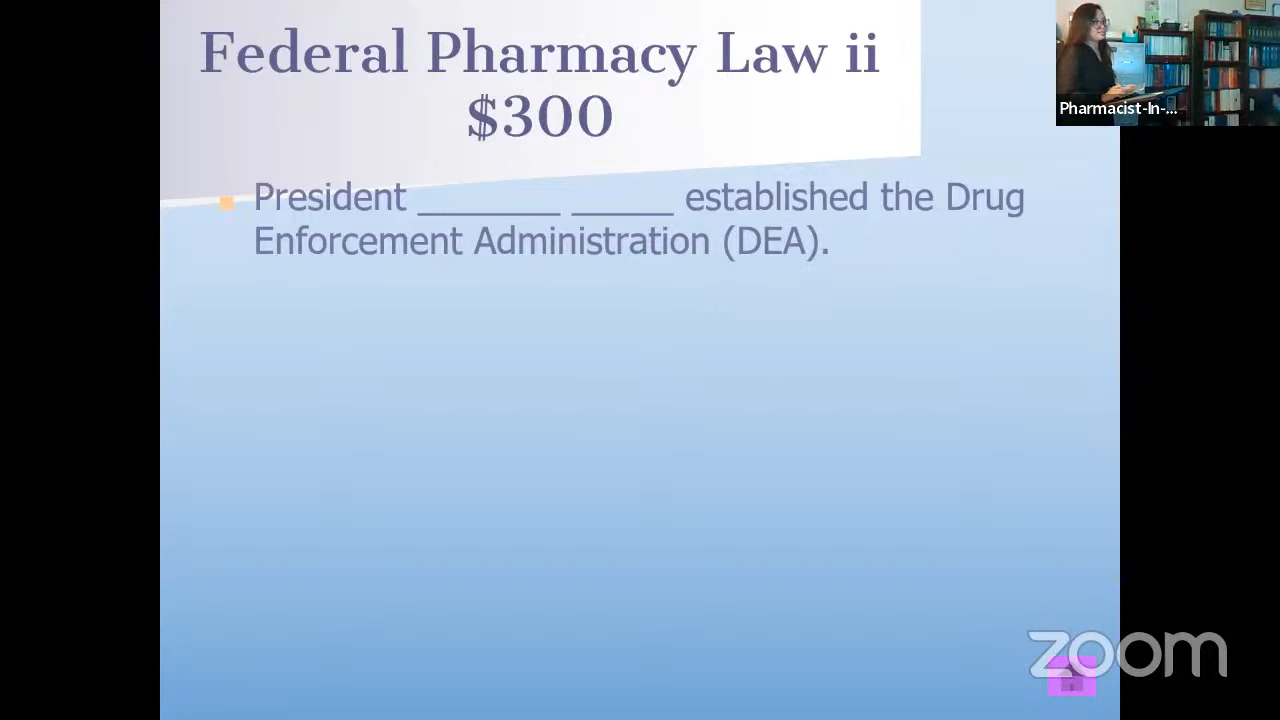 Federal Pharmacy Law ii
$300
President _______ _____ established the Drug
Enforcement Administration (DEA).
Pharmacist-In-...
zoom